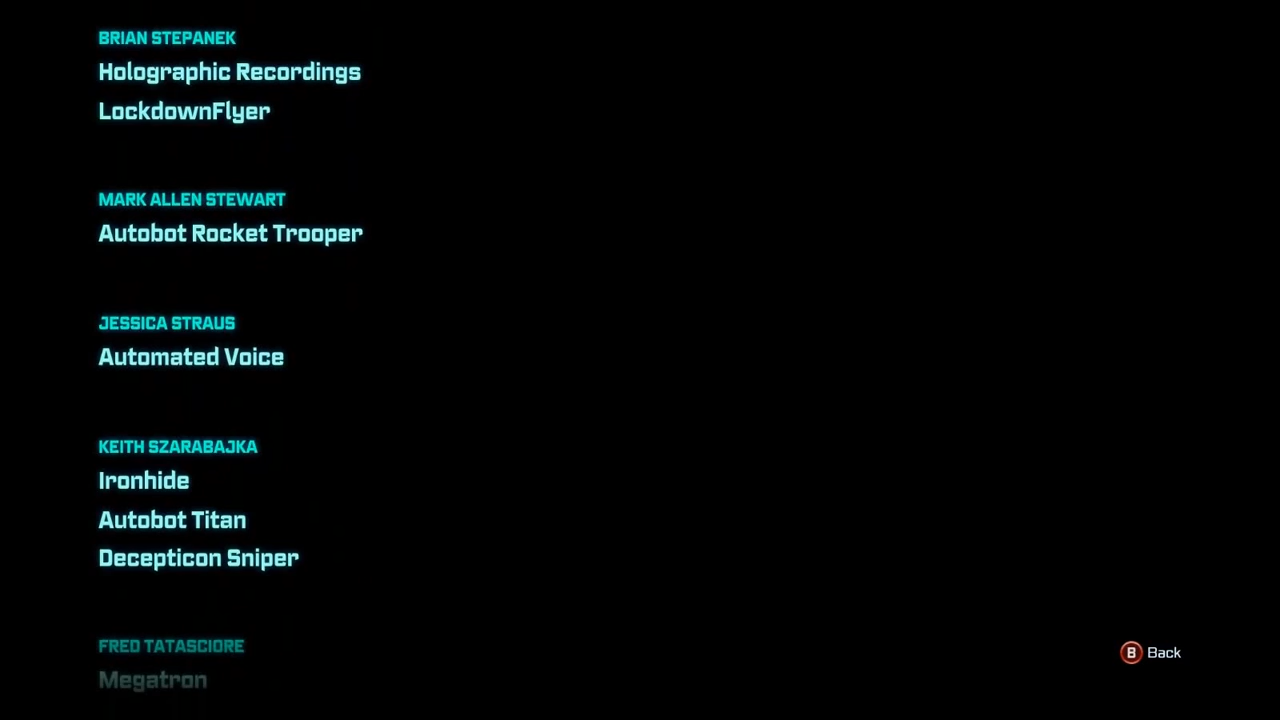 BRIAN STEPANEK
Holographic Recordings
LockdownFlyer
MARK ALLEN STEWART
Autobot Rocket Trooper
JESSICA STRAUS
Automated Voice
KEITH SZARABAJKA
Ironhide
Autobot Titan
Decepticon Sniper
FRED TATASCIORE
Megatron
B Back